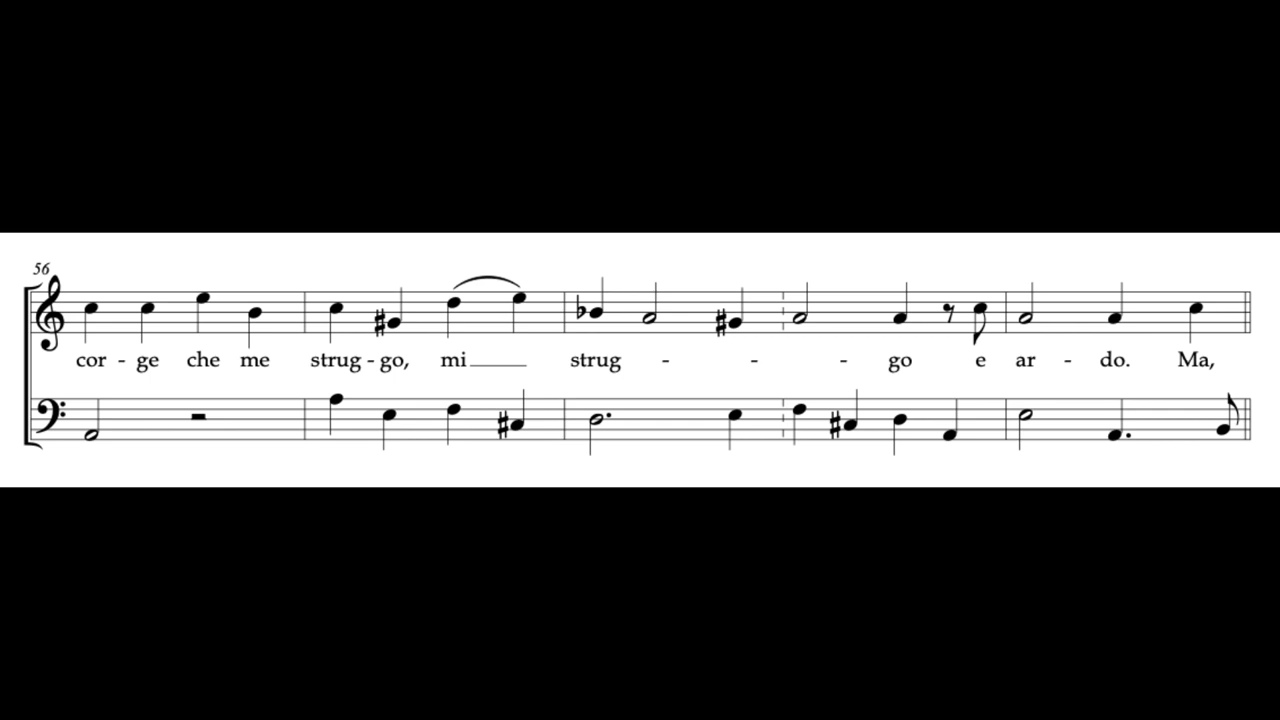 56
cor - ge che me strug - go, mi strug - - - go e ar - do. Ma,